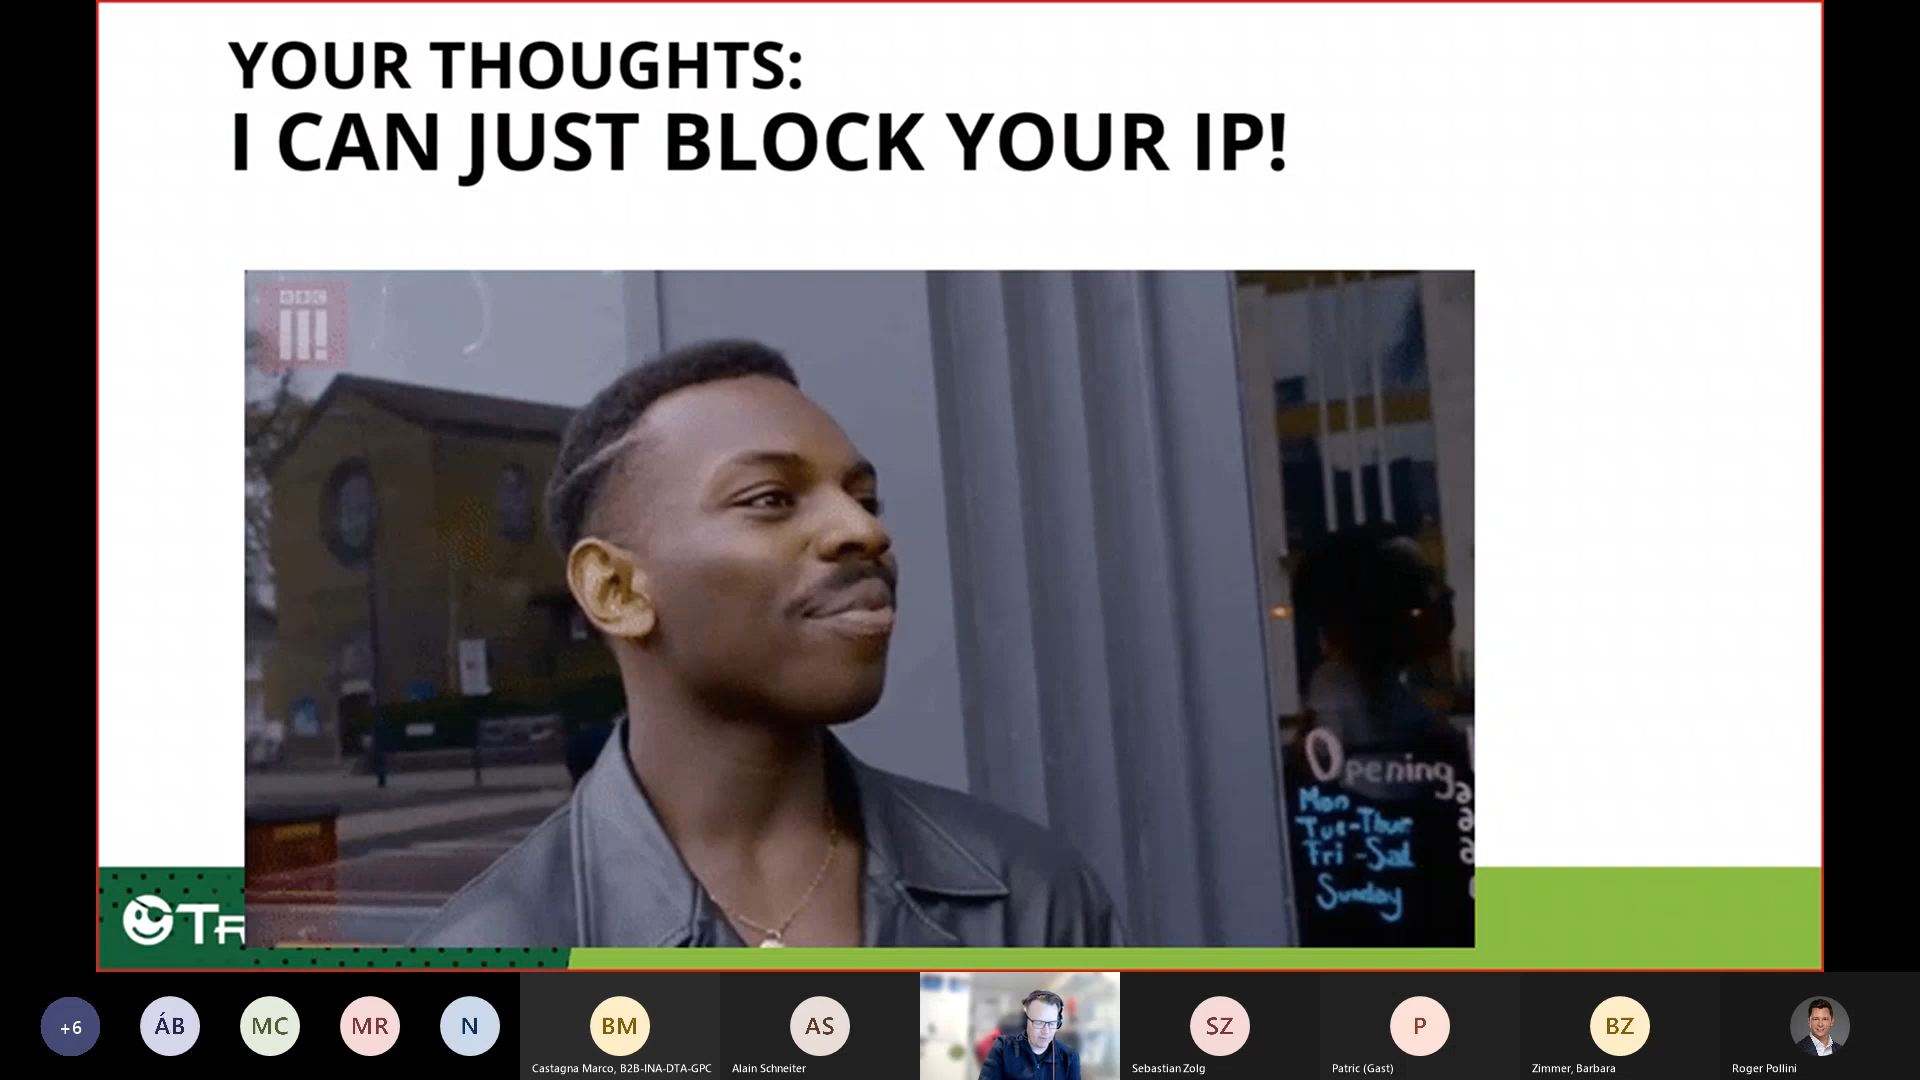 YOUR THOUGHTS:
I CAN JUST BLOCK YOUR IP!
BBC
Opening
Mon
Tue-Thur
Fri -Sat
Sunday
+6
ÁB
MC
MR
N
BM
AS
SZ
P
BZ
Castagna Marco, B2B-INA-DTA-GPC
Alain Schneiter
Sebastian Zolg
Patric (Gast)
Zimmer, Barbara
Roger Pollini